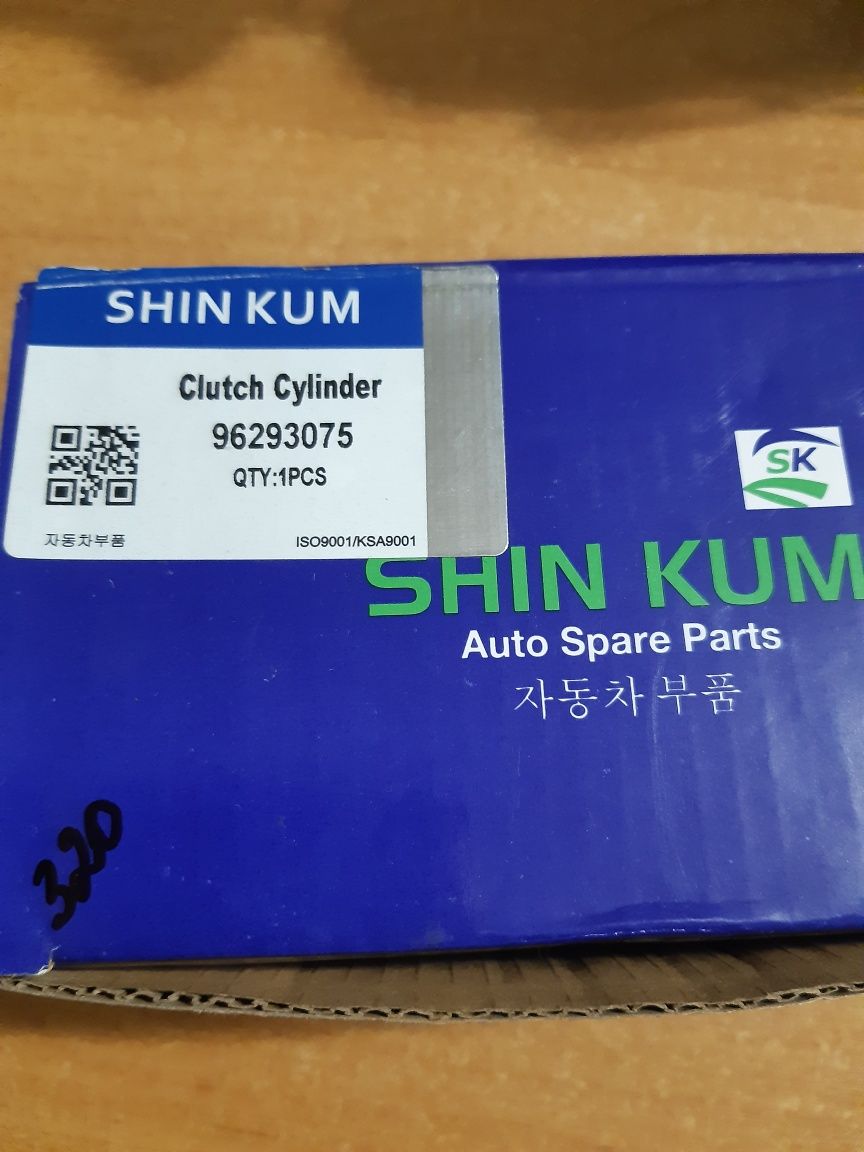 SHIN KUM
Clutch Cylinder
96293075
QTY:1PCS
자동차부품
ISO9001/KSA9001
SK
SHIN KUM
Auto Spare Parts
자동차 부품
320